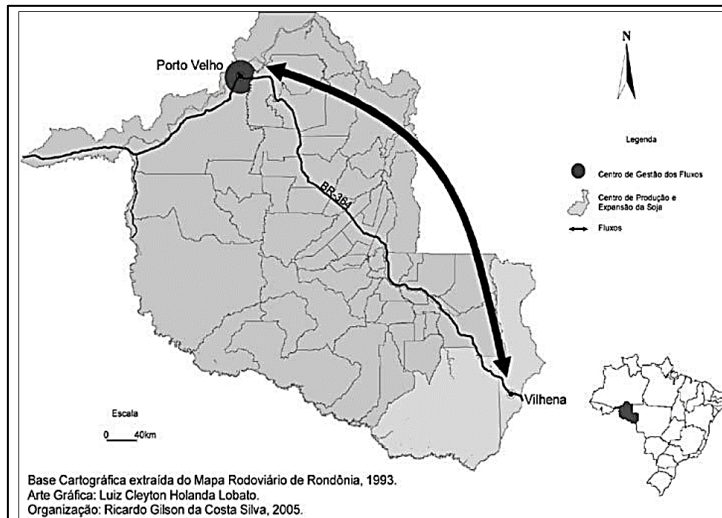 Porto Velho
N
BR-364
Vilhena
Legenda
Centro de Gestão dos Fluxos
Centro de Produção e
Expansão da Soja
Fluxos
Escala
0 40km
Base Cartográfica extraída do Mapa Rodoviário de Rondônia, 1993.
Arte Gráfica: Luiz Cleyton Holanda Lobato.
Organização: Ricardo Gilson da Costa Silva, 2005.